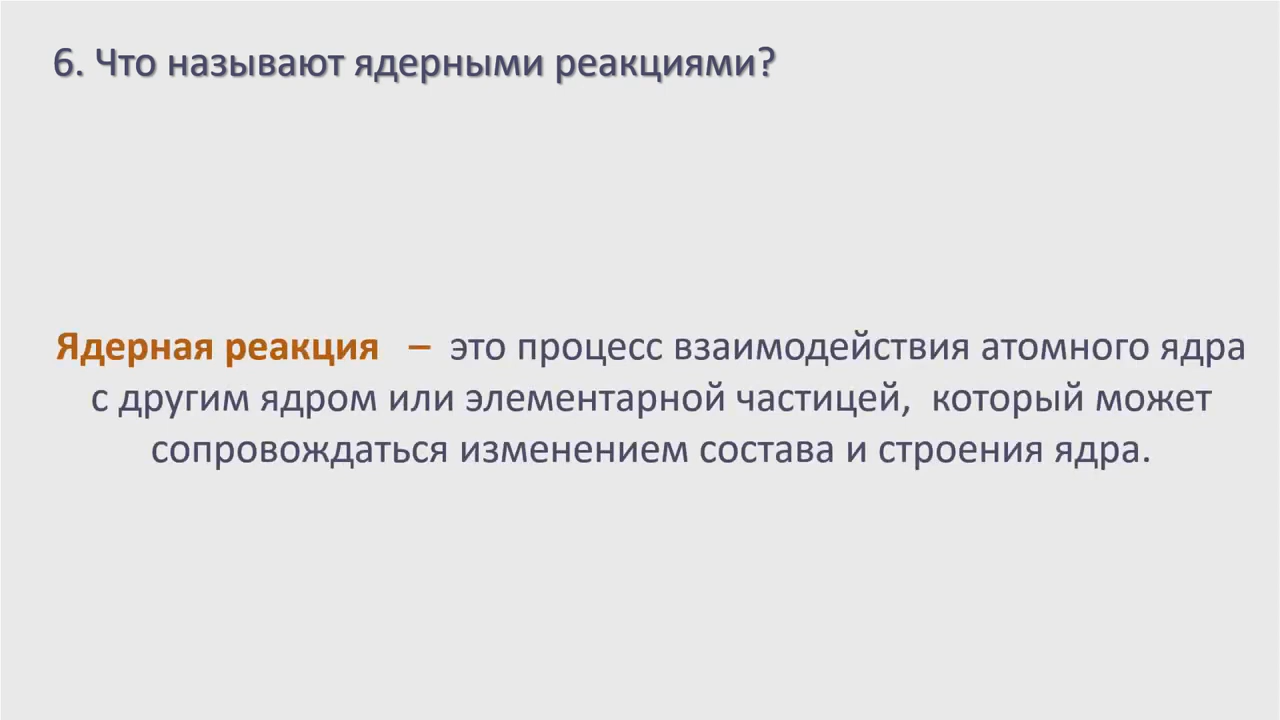 6. Что называют ядерными реакциями?
Ядерная реакция – это процесс взаимодействия атомного ядра
с другим ядром или элементарной частицей, который может
сопровождаться изменением состава и строения ядра.